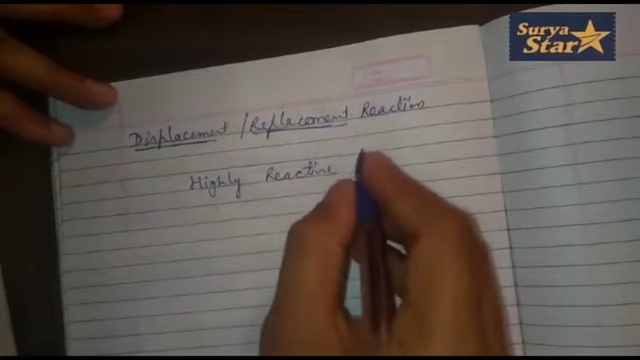 Surya
Star
Displacement / Replacement Reaction
Highly Reactive